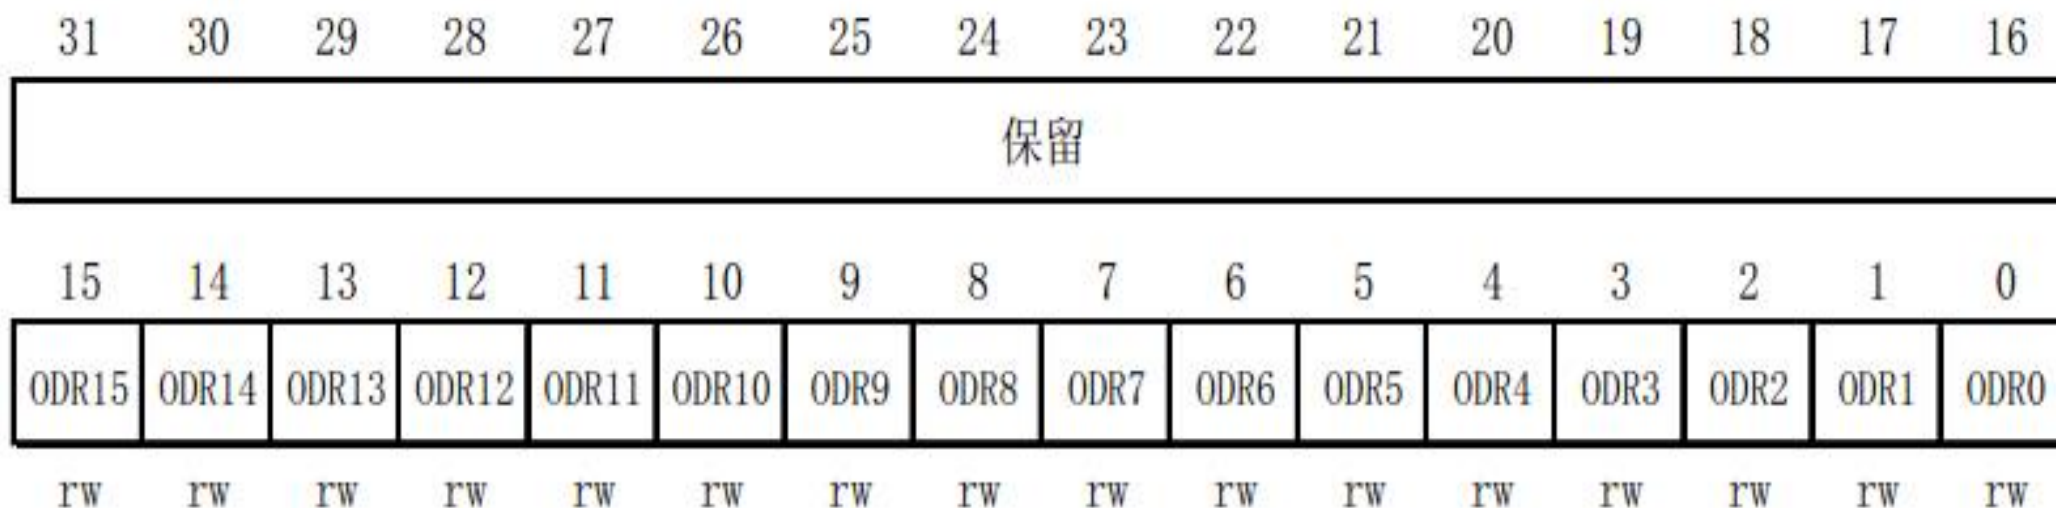 31 30 29 28 27 26 25 24 23 22 21 20 19 18 17 16
保留
15 14 13 12 11 10 9 8 7 6 5 4 3 2 1 0
ODR15 ODR14 ODR13 ODR12 ODR11 ODR10 ODR9 ODR8 ODR7 ODR6 ODR5 ODR4 ODR3 ODR2 ODR1 ODR0
rw rw rw rw rw rw rw rw rw rw rw rw rw rw rw rw